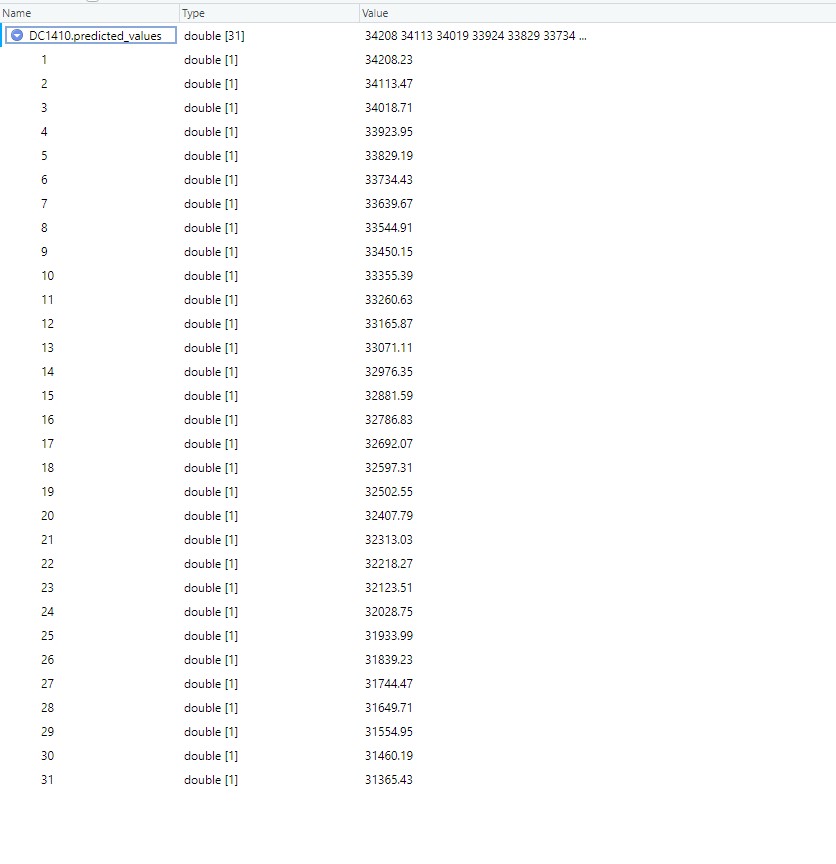 Name Type Value
DC1410.predicted_values double [31] 34208 34113 34019 33924 33829 33734 ...
1 double [1] 34208.23
2 double [1] 34113.47
3 double [1] 34018.71
4 double [1] 33923.95
5 double [1] 33829.19
6 double [1] 33734.43
7 double [1] 33639.67
8 double [1] 33544.91
9 double [1] 33450.15
10 double [1] 33355.39
11 double [1] 33260.63
12 double [1] 33165.87
13 double [1] 33071.11
14 double [1] 32976.35
15 double [1] 32881.59
16 double [1] 32786.83
17 double [1] 32692.07
18 double [1] 32597.31
19 double [1] 32502.55
20 double [1] 32407.79
21 double [1] 32313.03
22 double [1] 32218.27
23 double [1] 32123.51
24 double [1] 32028.75
25 double [1] 31933.99
26 double [1] 31839.23
27 double [1] 31744.47
28 double [1] 31649.71
29 double [1] 31554.95
30 double [1] 31460.19
31 double [1] 31365.43